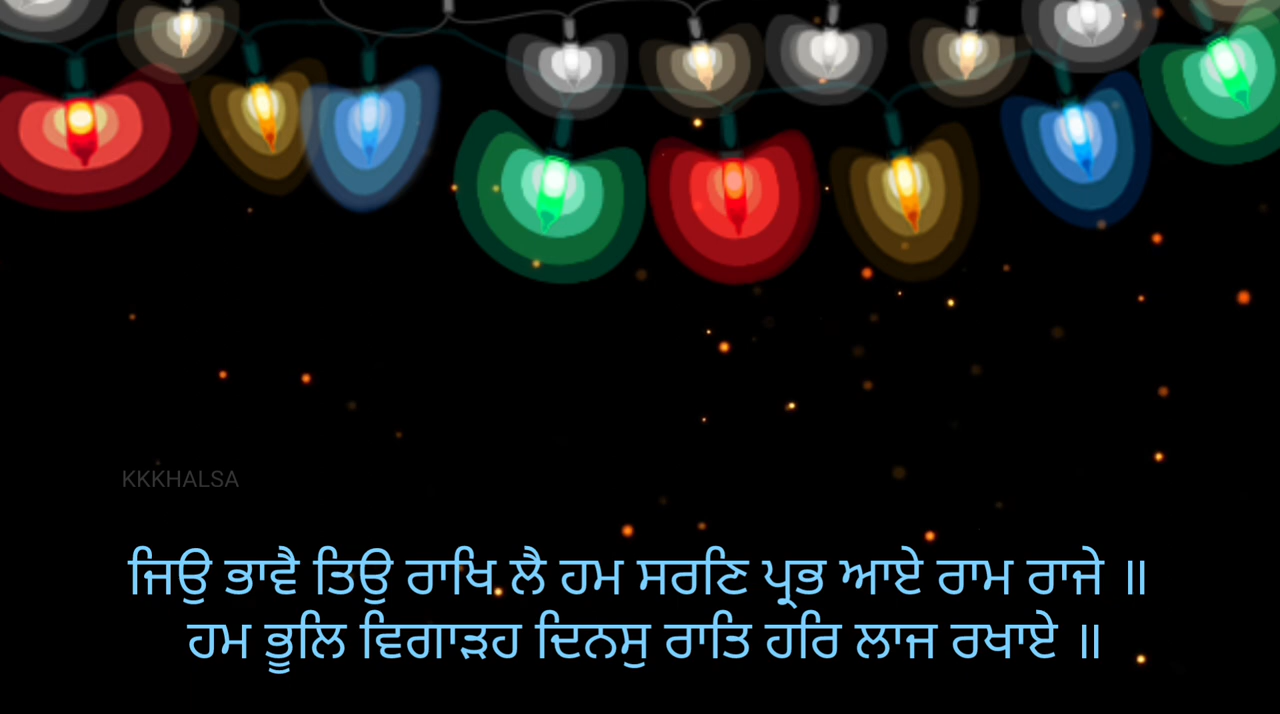 KKKHALSA
ਜਿਉ ਭਾਵੈ ਤਿਉ ਰਾਖਿ ਲੈ ਹਮ ਸਰਣਿ ਪ੍ਰਭ ਆਏ ਰਾਮ ਰਾਜੇ ॥
ਹਮ ਭੂਲਿ ਵਿਗਾੜਹ ਦਿਨਸੁ ਰਾਤਿ ਹਰਿ ਲਾਜ ਰਖਾਏ ॥